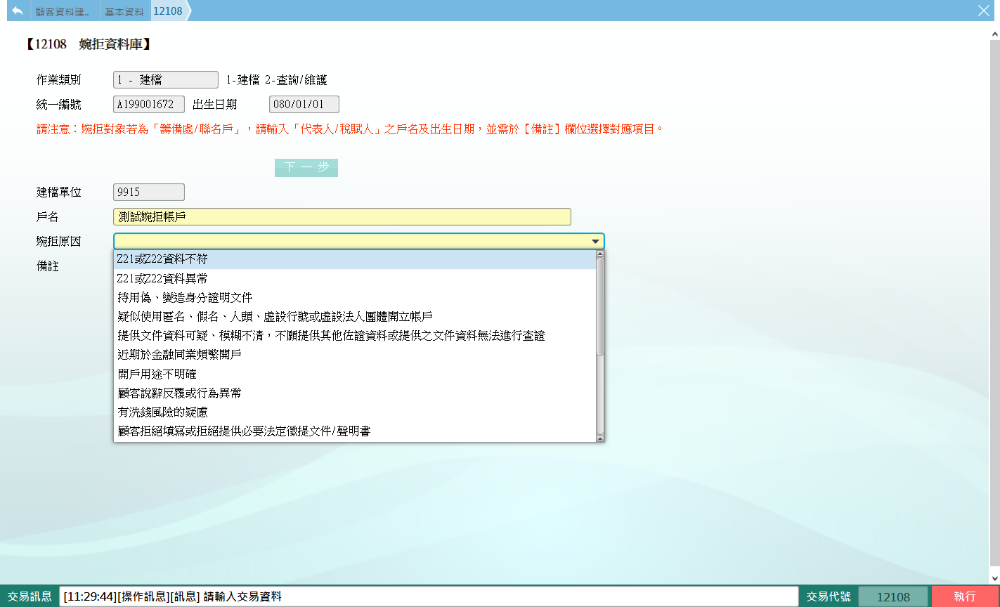 顧客資料建.. 基本資料 12108
【12108 婉拒資料庫】
作業類別 1 - 建檔 1-建檔 2-查詢/維護
統一編號 A199001672 出生日期 080/01/01
請注意：婉拒對象若為「籌備處/聯名戶」，請輸入「代表人/稅賦人」之戶名及出生日期，並需於【備註】欄位選擇對應項目。
下一步
建檔單位 9915
戶名 測試婉拒帳戶
婉拒原因
備註
Z21或Z22資料不符
Z21或Z22資料異常
持用偽、變造身分證明文件
疑似使用匿名、假名、人頭、虛設行號或虛設法人團體開立帳戶
提供文件資料可疑、模糊不清，不願提供其他佐證資料或提供之文件資料無法進行查證
近期於金融同業頻繁開戶
開戶用途不明確
顧客說辭反覆或行為異常
有洗錢風險的疑慮
顧客拒絕填寫或拒絕提供必要法定徵提文件/聲明書
交易訊息 [11:29:44][操作訊息][訊息] 請輸入交易資料 交易代號 12108 執行